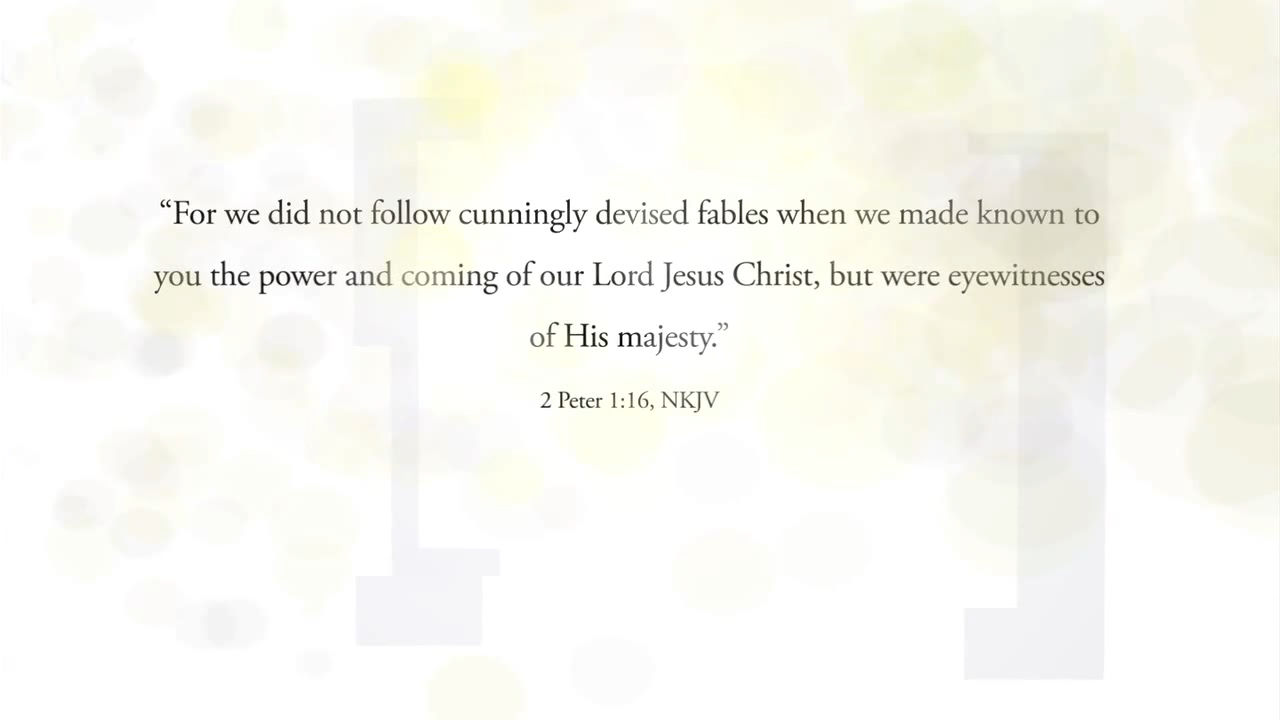 “For we did not follow cunningly devised fables when we made known to
you the power and coming of our Lord Jesus Christ, but were eyewitnesses
of His majesty.”
2 Peter 1:16, NKJV